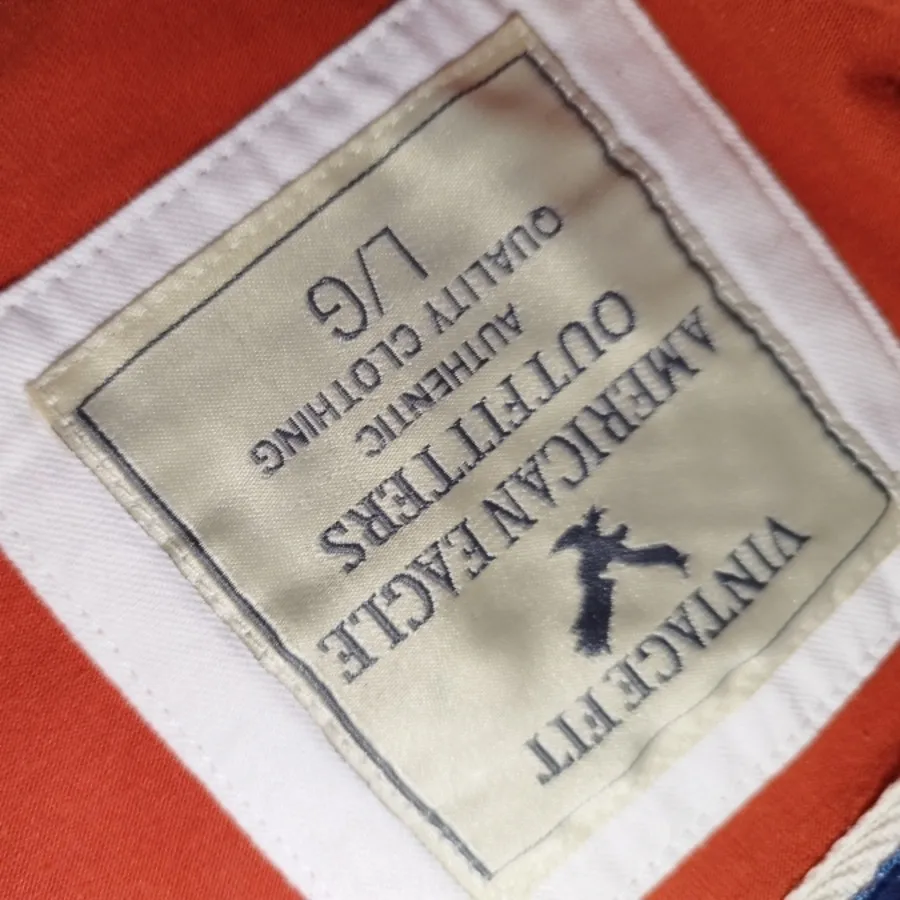 VINTAGE FIT
AMERICAN EAGLE
OUTFITTERS
AUTHENTIC
QUALITY CLOTHING
L/G